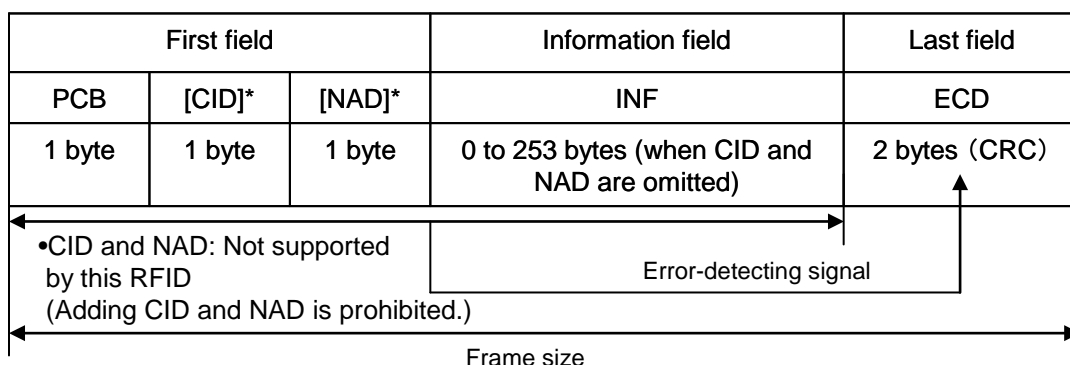 First field Information field Last field
PCB [CID]* [NAD]* INF ECD
1 byte 1 byte 1 byte 0 to 253 bytes (when CID and 2 bytes（CRC）
NAD are omitted)
•CID and NAD: Not supported
by this RFID
Error-detecting signal
(Adding CID and NAD is prohibited.)
Frame size